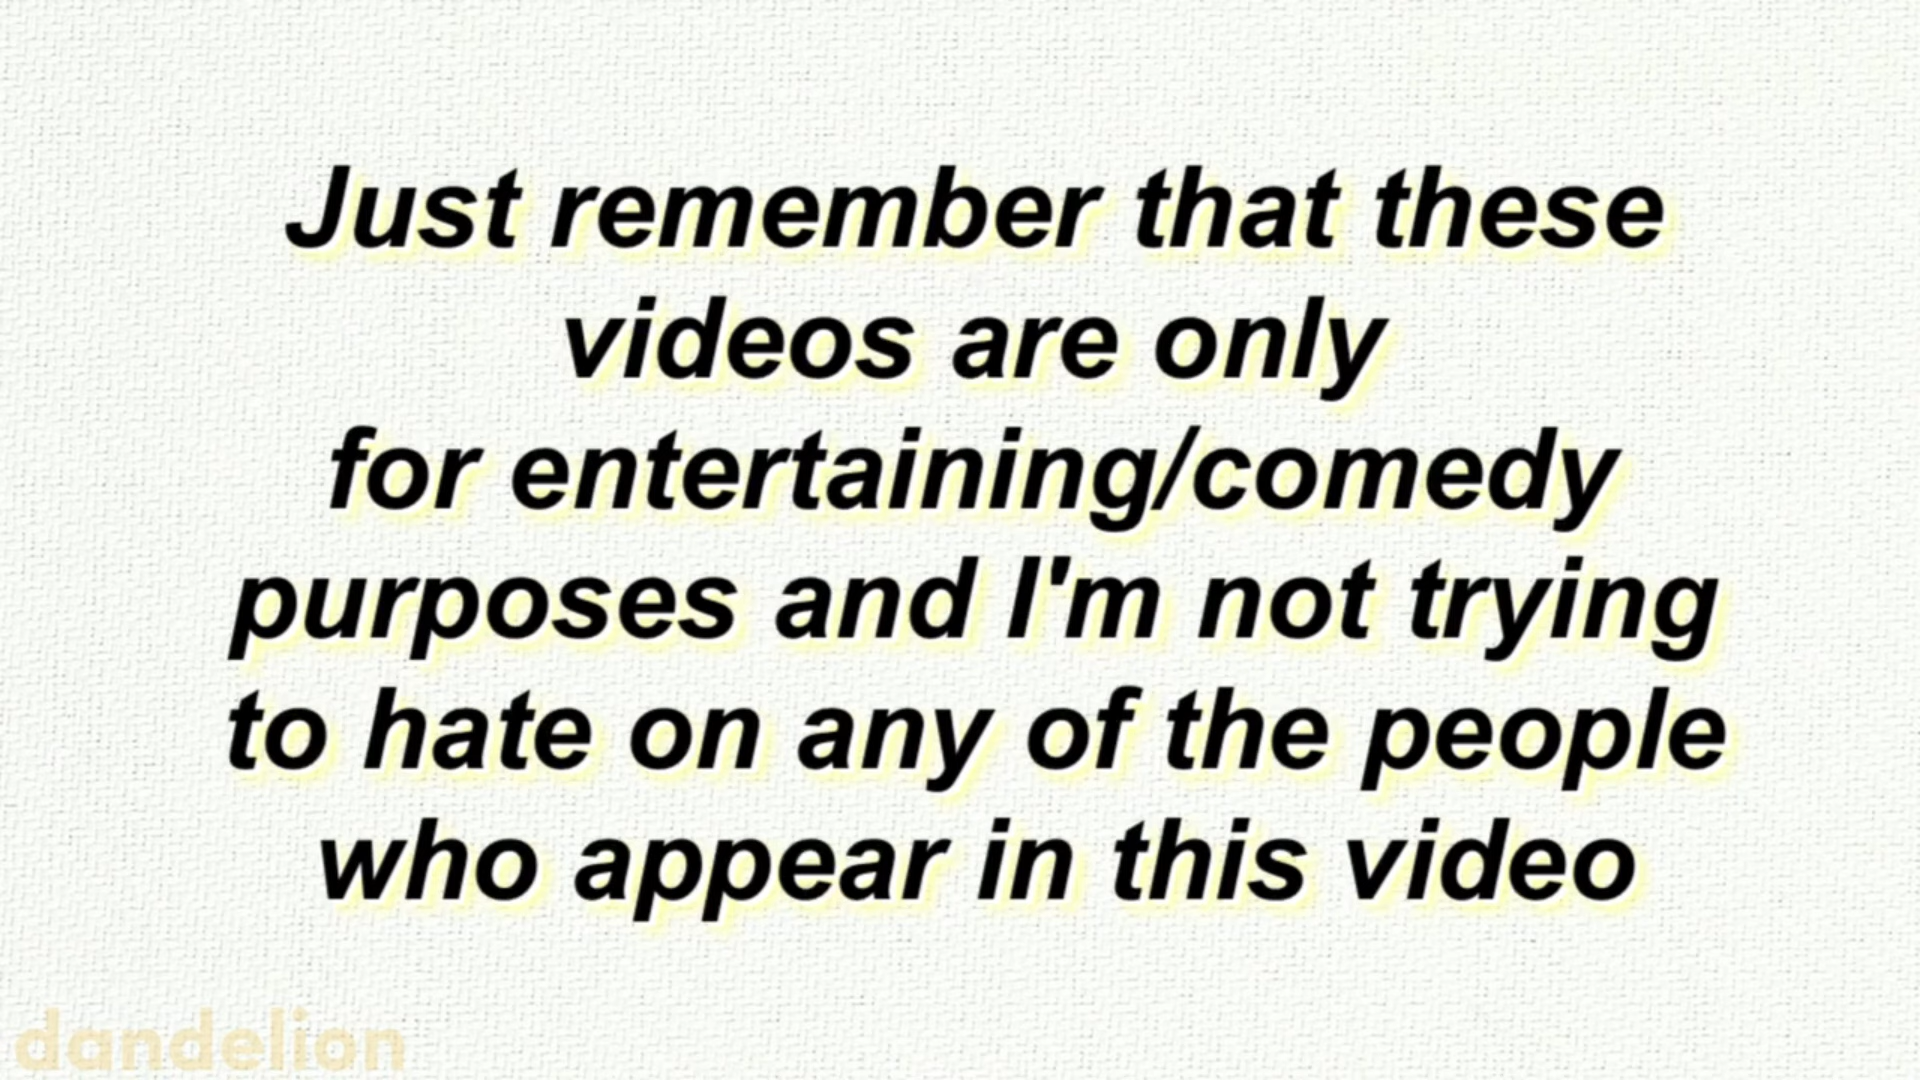 Just remember that these
videos are only
for entertaining/comedy
purposes and I'm not trying
to hate on any of the people
who appear in this video
dandelion